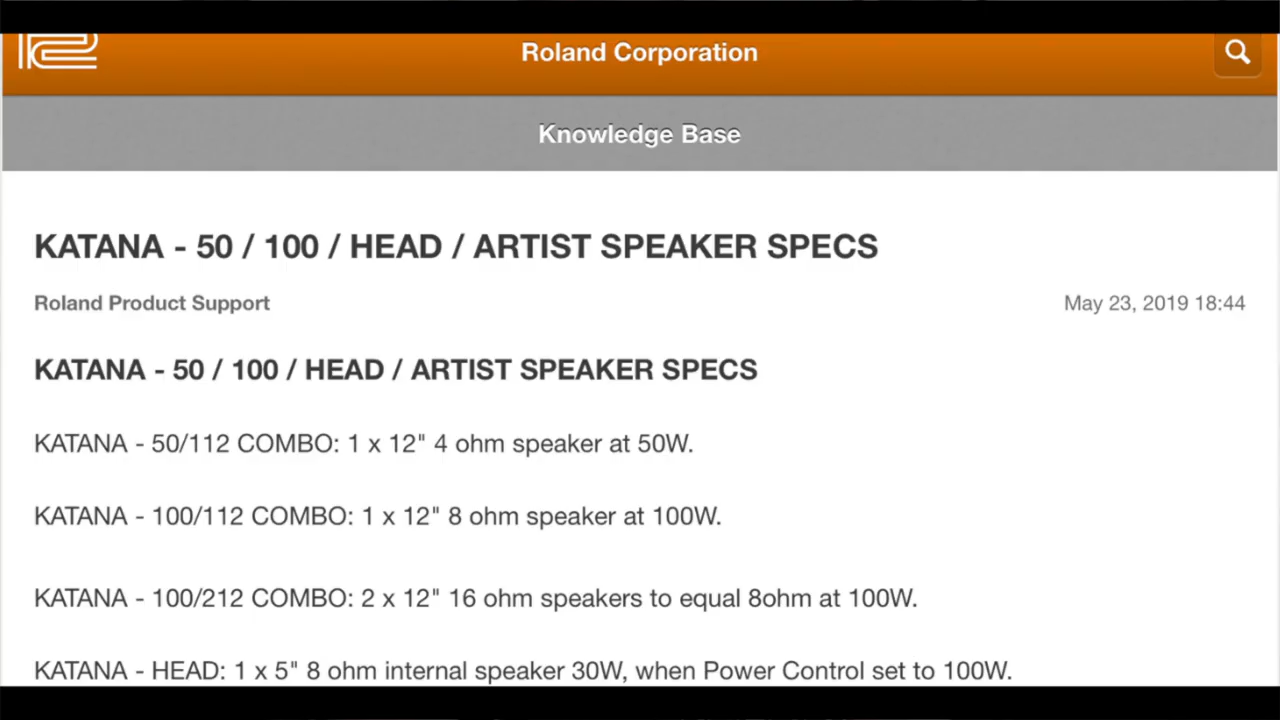 Roland Corporation
Knowledge Base
KATANA - 50 / 100 / HEAD / ARTIST SPEAKER SPECS
Roland Product Support May 23, 2019 18:44
KATANA - 50 / 100 / HEAD / ARTIST SPEAKER SPECS
KATANA - 50/112 COMBO: 1 x 12" 4 ohm speaker at 50W.
KATANA - 100/112 COMBO: 1 x 12" 8 ohm speaker at 100W.
KATANA - 100/212 COMBO: 2 x 12" 16 ohm speakers to equal 8ohm at 100W.
KATANA - HEAD: 1 x 5" 8 ohm internal speaker 30W, when Power Control set to 100W.